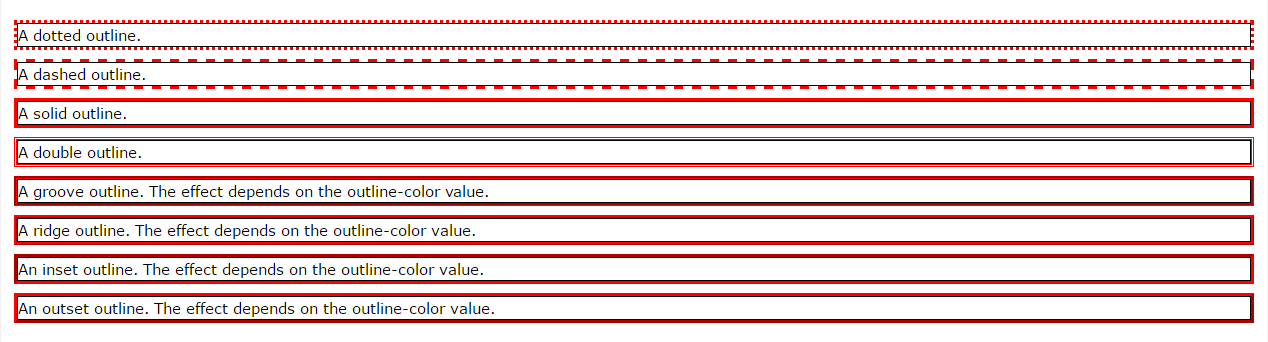 A dotted outline.
A dashed outline.
A solid outline.
A double outline.
A groove outline. The effect depends on the outline-color value.
A ridge outline. The effect depends on the outline-color value.
An inset outline. The effect depends on the outline-color value.
An outset outline. The effect depends on the outline-color value.